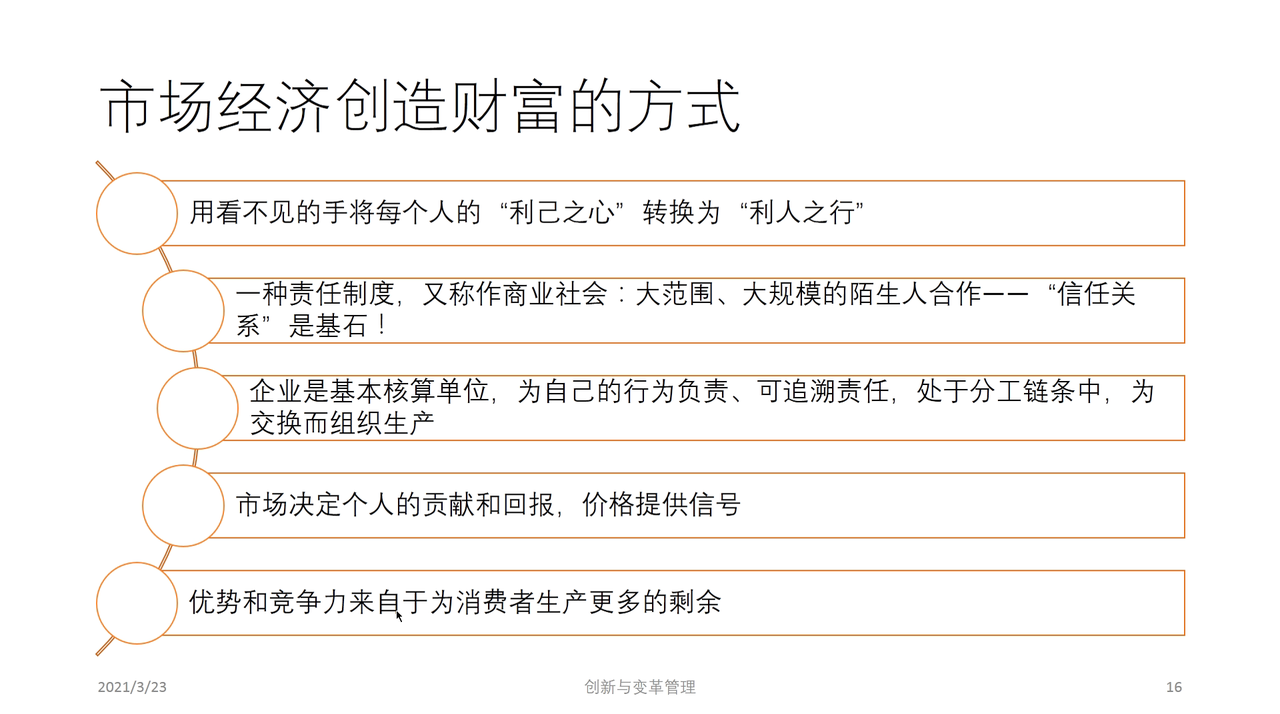 市场经济创造财富的方式
用看不见的手将每个人的“利己之心”转换为“利人之行”
一种责任制度，又称作商业社会：大范围、大规模的陌生人合作——“信任关
系”是基石！
企业是基本核算单位，为自己的行为负责、可追溯责任，处于分工链条中，为
交换而组织生产
市场决定个人的贡献和回报，价格提供信号
优势和竞争力来自于为消费者生产更多的剩余
2021/3/23
创新与变革管理
16